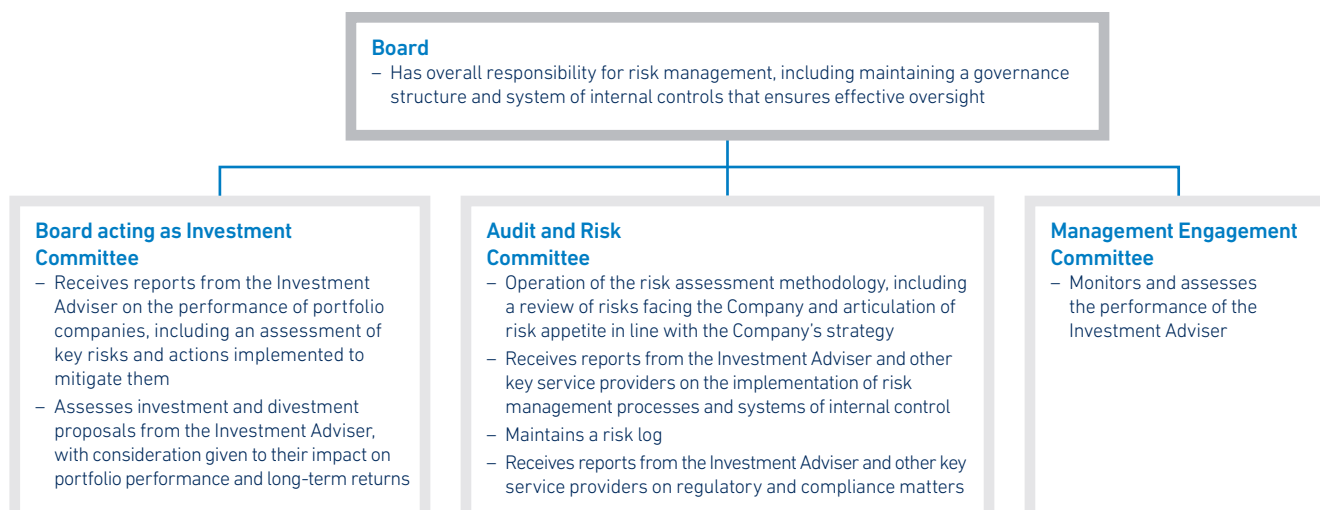 Board
– Has overall responsibility for risk management, including maintaining a governance
structure and system of internal controls that ensures effective oversight
Board acting as Investment
Committee
– Receives reports from the Investment
Adviser on the performance of portfolio
companies, including an assessment of
key risks and actions implemented to
mitigate them
– Assesses investment and divestment
proposals from the Investment Adviser,
with consideration given to their impact on
portfolio performance and long-term returns
Audit and Risk
Committee
– Operation of the risk assessment methodology, including
a review of risks facing the Company and articulation of
risk appetite in line with the Company’s strategy
– Receives reports from the Investment Adviser and other
key service providers on the implementation of risk
management processes and systems of internal control
– Maintains a risk log
– Receives reports from the Investment Adviser and other key
service providers on regulatory and compliance matters
Management Engagement
Committee
– Monitors and assesses
the performance of the
Investment Adviser